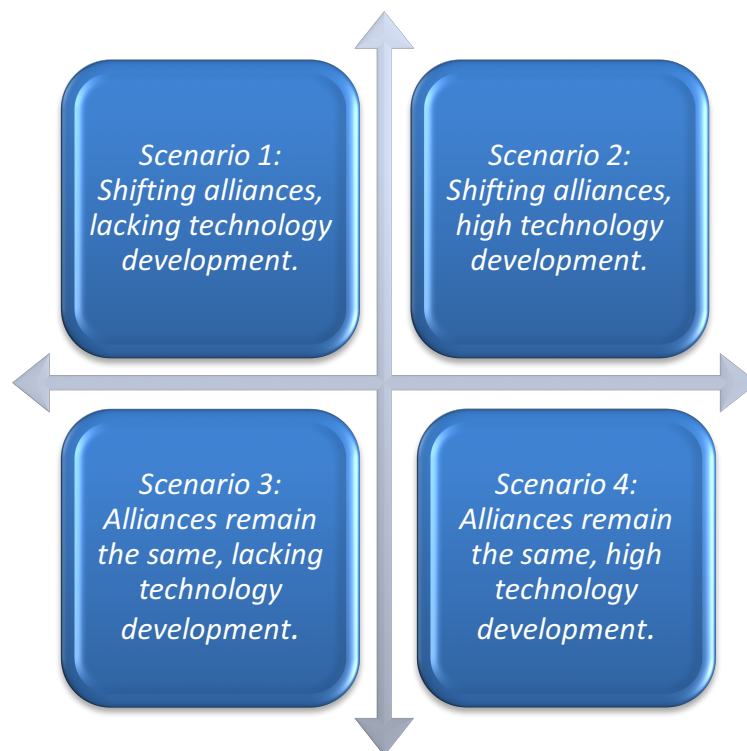 Scenario 1:
Shifting alliances,
lacking technology
development.
Scenario 2:
Shifting alliances,
high technology
development.
Scenario 3:
Alliances remain
the same, lacking
technology
development.
Scenario 4:
Alliances remain
the same, high
technology
development.